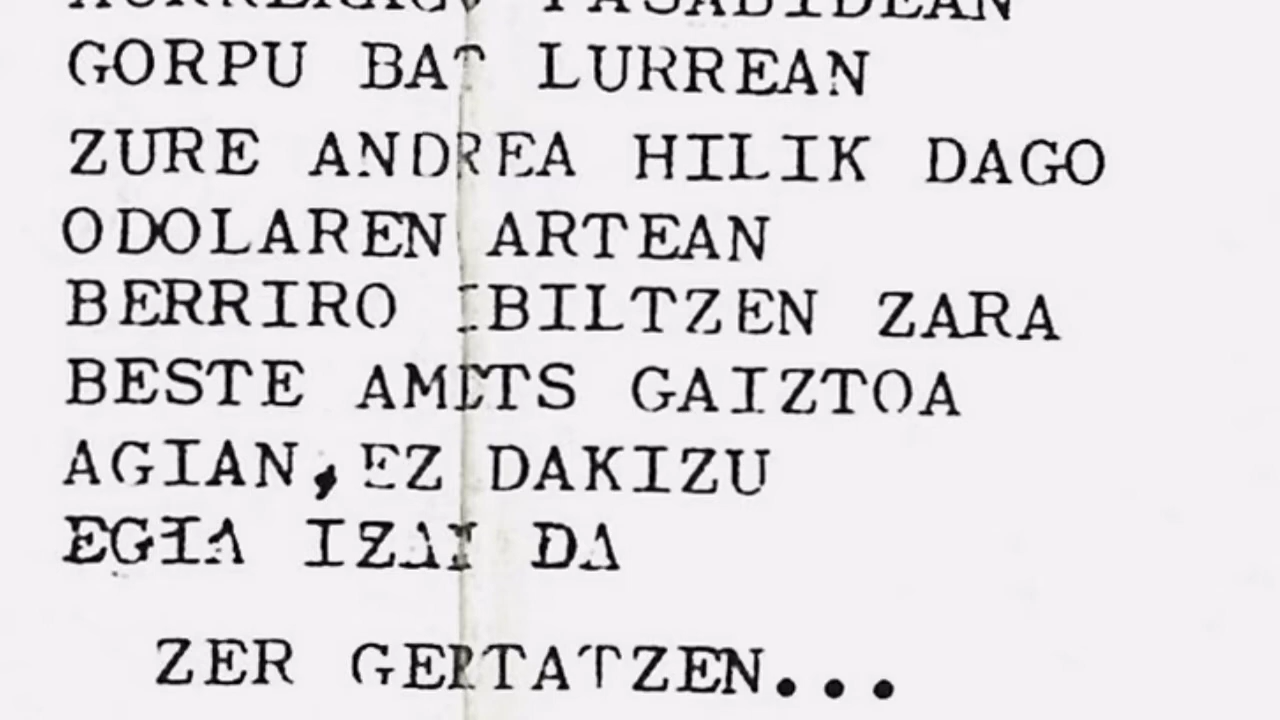 PASABIDEAN
GORPU BAT LURREAN
ZURE ANDREA HILIK DAGO
ODOLAREN ARTEAN
BERRIRO IBILTZEN ZARA
BESTE AMETS GAIZTOA
AGIAN, EZ DAKIZU
EGIA DA
ZER GERTATZEN...